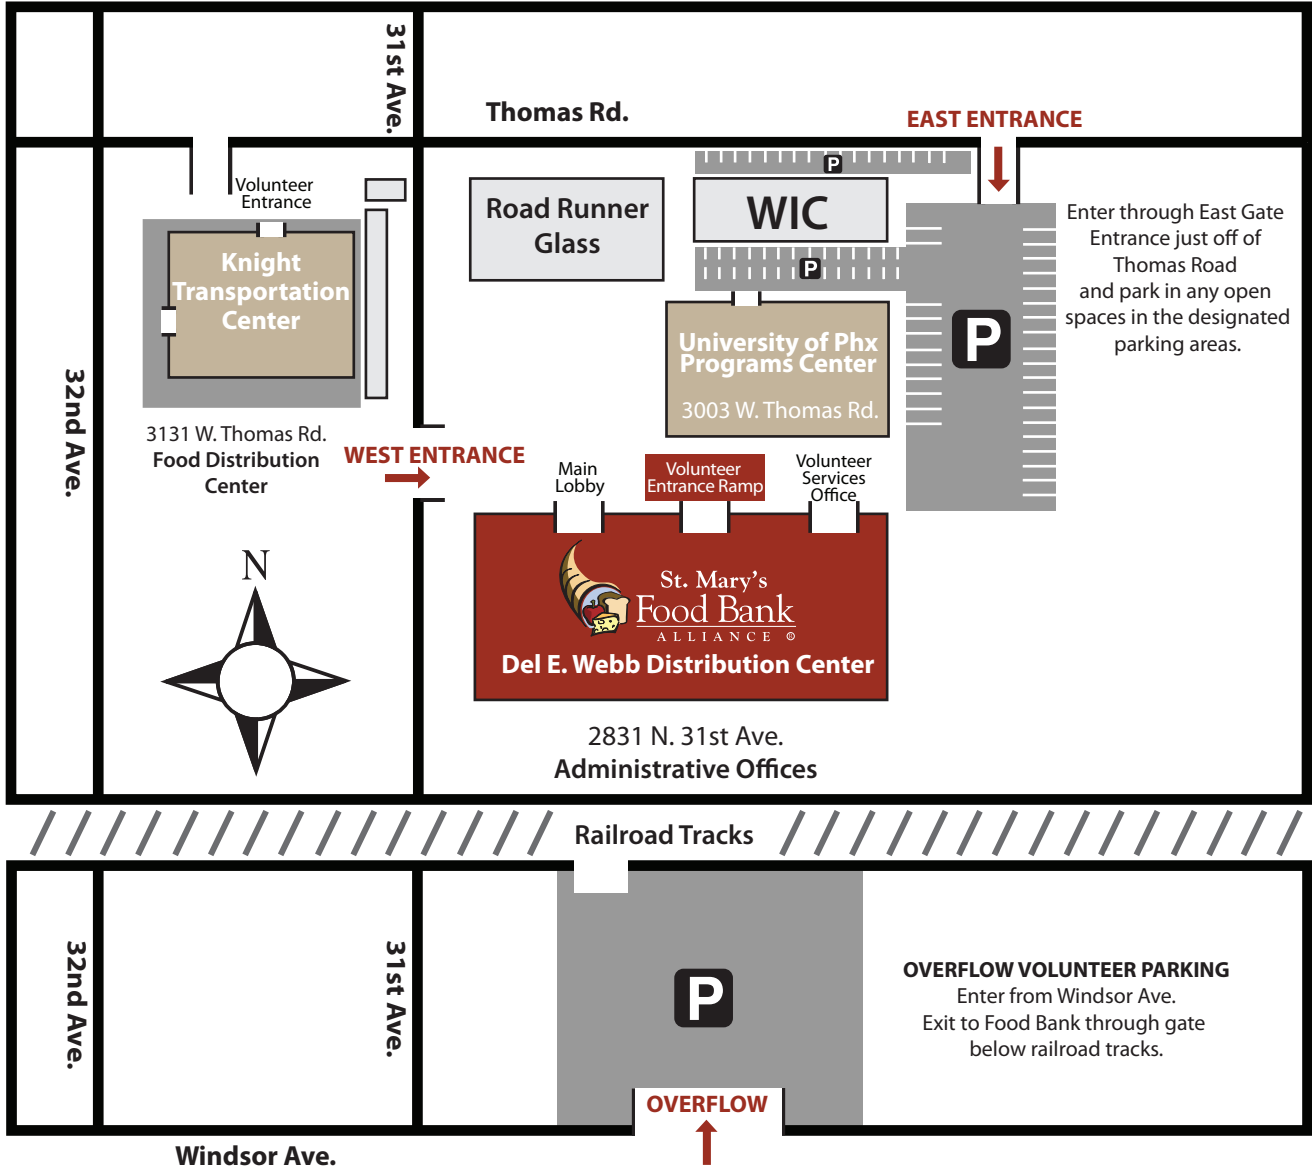 31st Ave.
Thomas Rd.
EAST ENTRANCE
P
Volunteer
Entrance
Road Runner
Glass
WIC
P
Enter through East Gate
Entrance just off of
Thomas Road
and park in any open
spaces in the designated
parking areas.
Knight
Transportation
Center
P
University of Phx
Programs Center
3003 W. Thomas Rd.
32nd Ave.
3131 W. Thomas Rd.
Food Distribution
Center
WEST ENTRANCE
Main
Lobby
Volunteer
Entrance Ramp
Volunteer
Services
Office
N
St. Mary's
Food Bank
ALLIANCE ®
Del E. Webb Distribution Center
2831 N. 31st Ave.
Administrative Offices
Railroad Tracks
32nd Ave.
31st Ave.
P
OVERFLOW VOLUNTEER PARKING
Enter from Windsor Ave.
Exit to Food Bank through gate
below railroad tracks.
OVERFLOW
Windsor Ave.